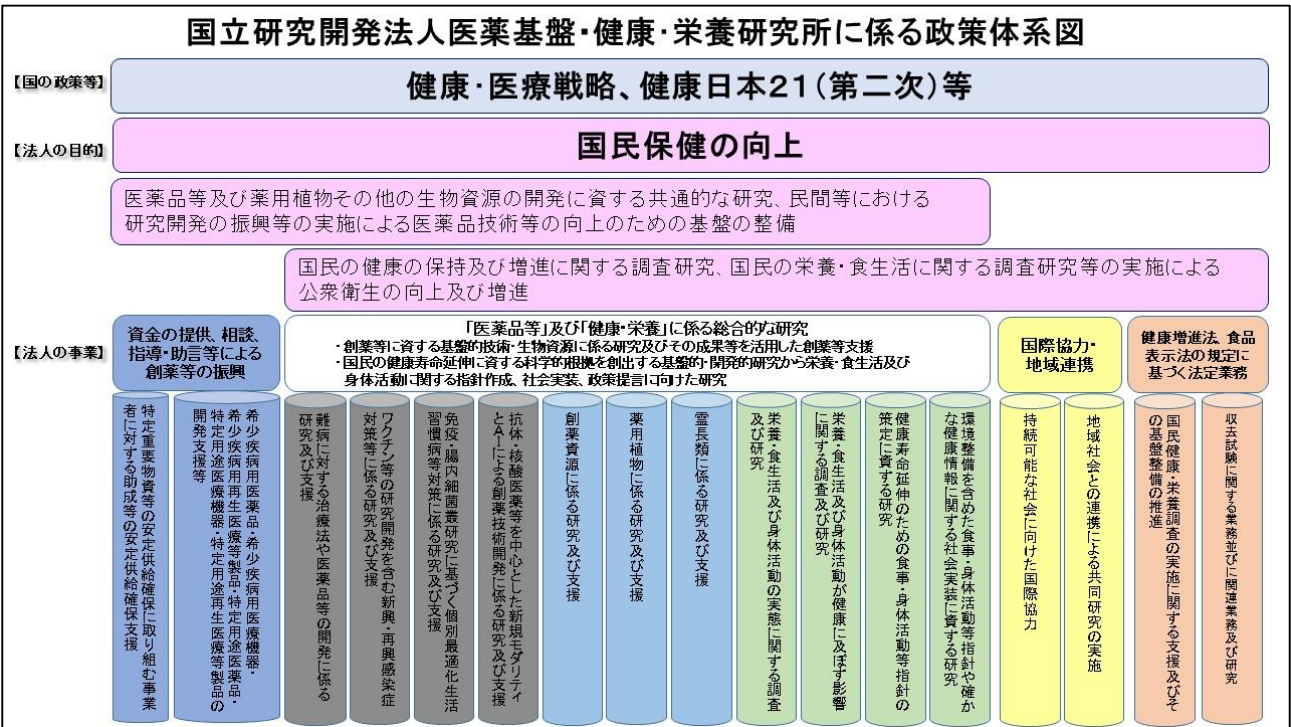 国立研究開発法人医薬基盤・健康・栄養研究所に係る政策体系図
【国の政策等】
健康・医療戦略、健康日本21(第二次)等
【法人の目的】
国民保健の向上
医薬品等及び薬用植物その他の生物資源の開発に資する共通的な研究、民間等における
研究開発の振興等の実施による医薬品技術等の向上のための基盤の整備
国民の健康の保持及び増進に関する調査研究、国民の栄養・食生活に関する調査研究等の実施による
公衆衛生の向上及び増進
【法人の事業】
資金の提供、相談、
指導・助言等による
創薬等の振興
「医薬品等」及び「健康・栄養」に係る総合的な研究
・創薬等に資する基盤的技術・生物資源に係る研究及びその成果等を活用した創薬等支援
・国民の健康寿命延伸に資する科学的根拠を創出する基盤的・開発的研究から栄養・食生活及び
身体活動に関する指針作成、社会実装、政策提言に向けた研究
国際協力・
地域連携
健康増進法、食品
表示法の規定に
基づく法定業務
特定重要物資等の安定供給確保に取り組む事業
者に対する助成等の安定供給確保支援
希少疾病用医薬品・希少疾病用医療機器・
希少疾病用再生医療等製品・特定用途医薬品・
特定用途医療機器・特定用途再生医療等製品の
開発支援等
難病に対する治療法や医薬品等の開発に係る
研究及び支援
ワクチン等の研究開発を含む新興・再興感染症
対策等に係る研究及び支援
免疫・腸内細菌叢研究に基づく個別最適化生活
習慣病等対策に係る研究及び支援
抗体・核酸医薬等を中心とした新規モダリティ
とAIによる創薬技術開発に係る研究及び支援
創薬資源に係る研究及び支援
薬用植物に係る研究及び支援
霊長類に係る研究及び支援
栄養・食生活及び身体活動の実態に関する調査
及び研究
栄養・食生活及び身体活動が健康に及ぼす影響
に関する調査及び研究
健康寿命延伸のための食事・身体活動等指針の
策定に資する研究
環境整備を含めた食事・身体活動等指針や確か
な健康情報に関する社会実装に資する研究
持続可能な社会に向けた国際協力
地域社会との連携による共同研究の実施
国民健康・栄養調査の実施に関する支援及びそ
の基盤整備の推進
収去試験に関する業務並びに関連業務及び研究